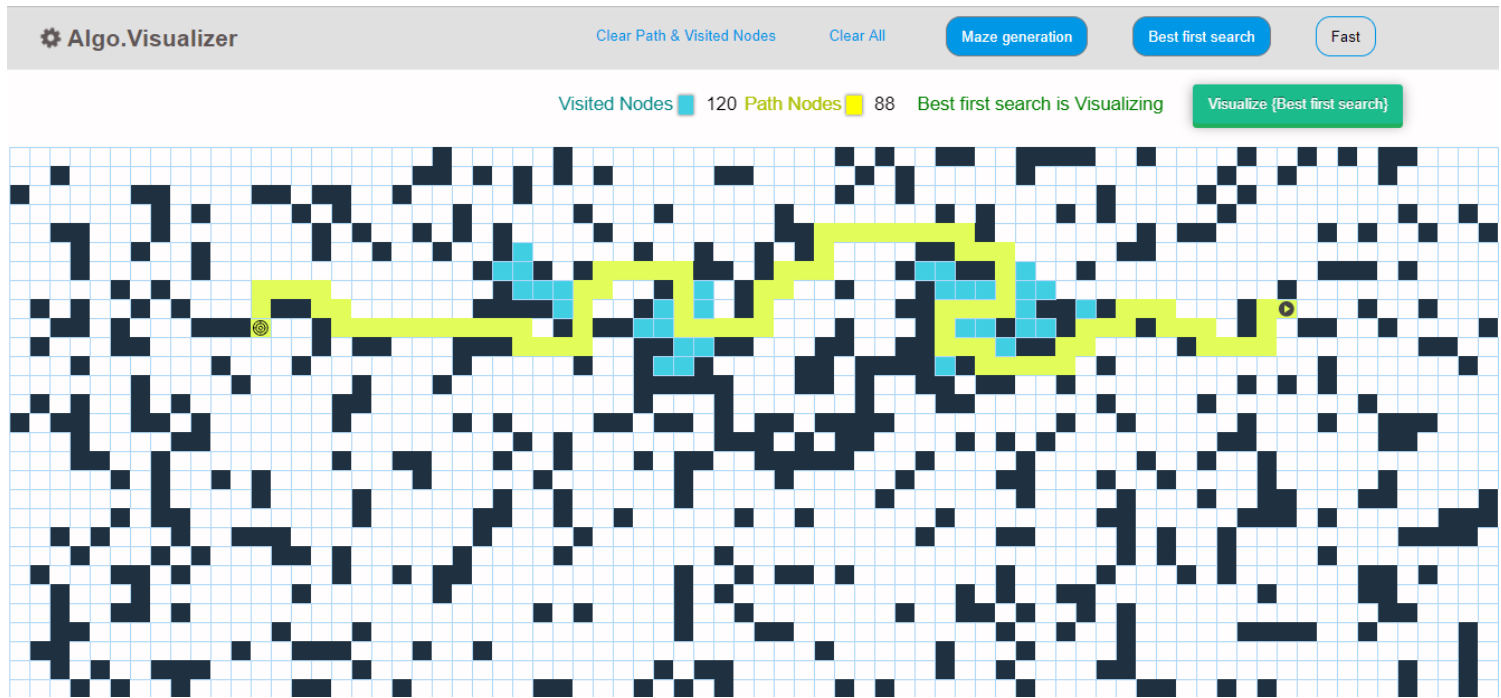 Algo.Visualizer Clear Path & Visited Nodes Clear All Maze generation Best first search Fast
Visited Nodes 120 Path Nodes 88 Best first search is Visualizing Visualize {Best first search}